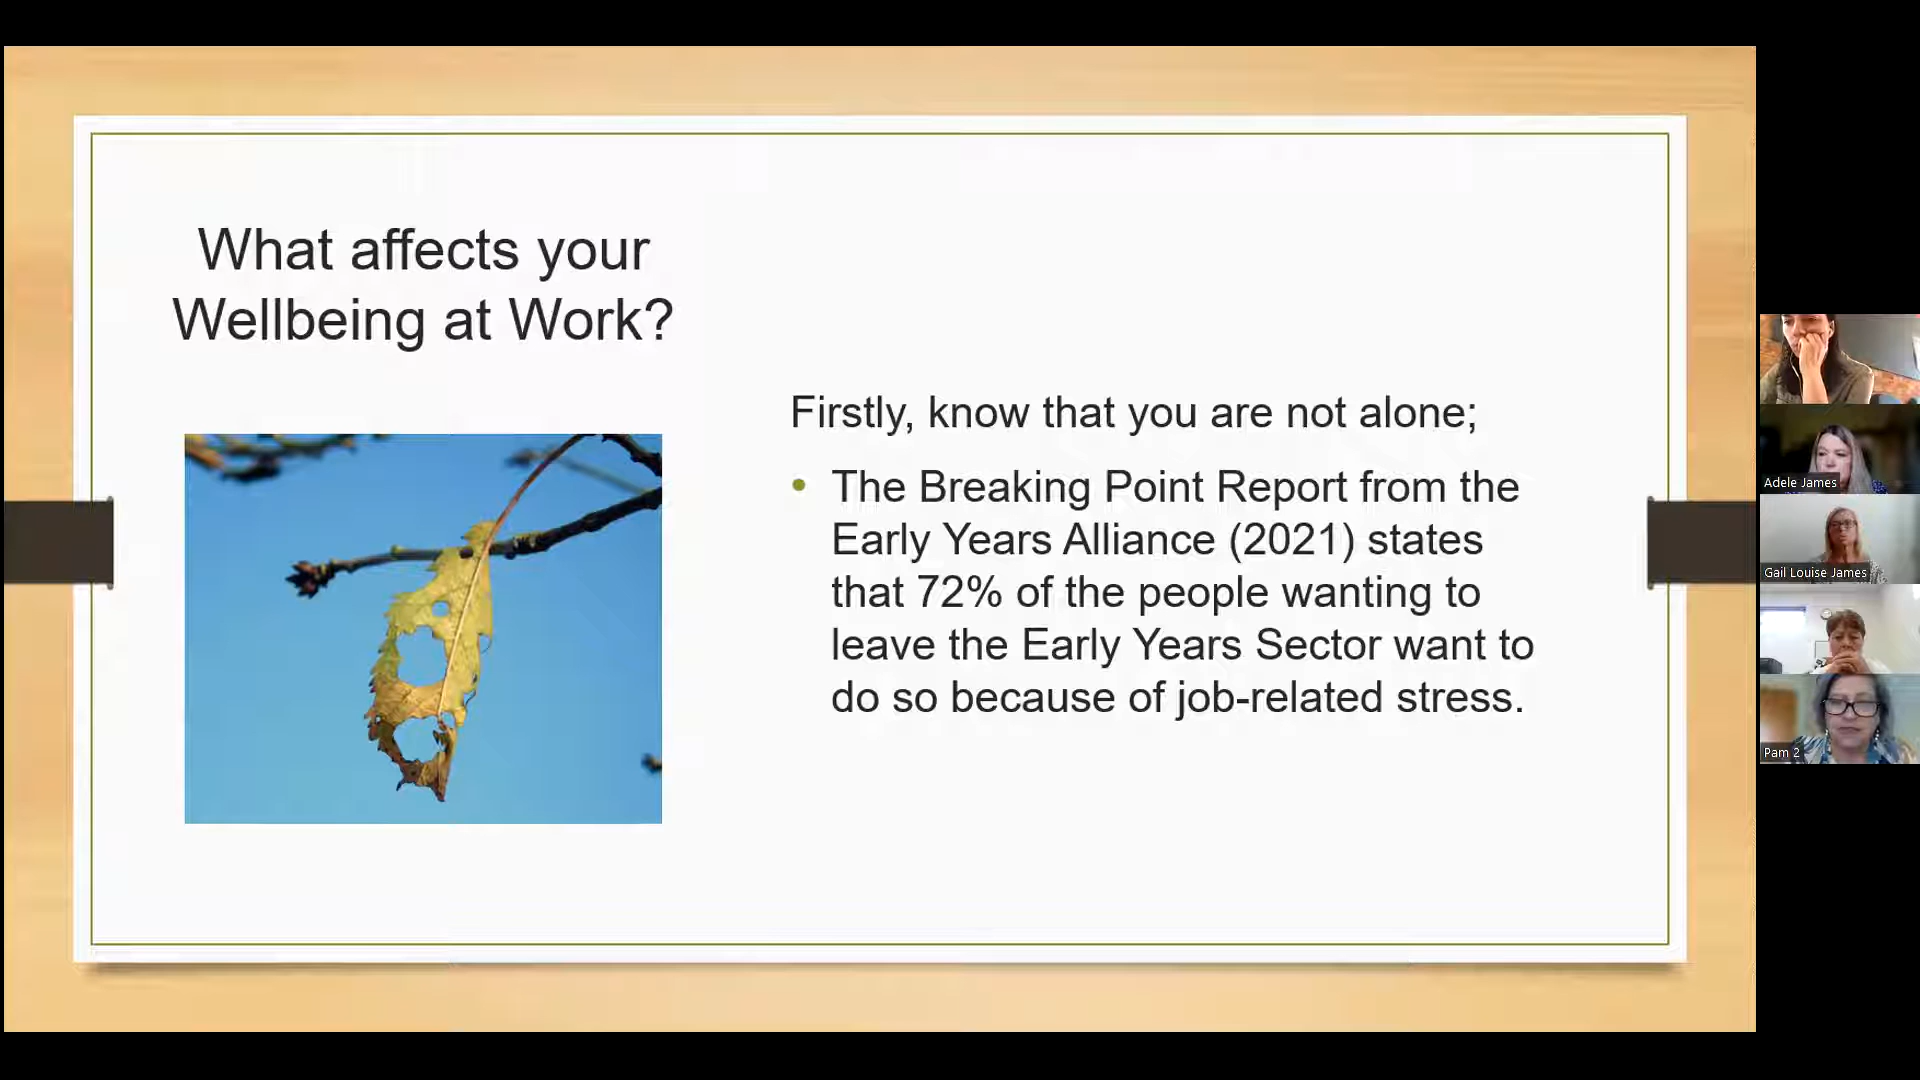 What affects your
Wellbeing at Work?
Firstly, know that you are not alone;
• The Breaking Point Report from the
Early Years Alliance (2021) states
that 72% of the people wanting to
leave the Early Years Sector want to
do so because of job-related stress.
Adele James
Gail Louise James
Pam 2